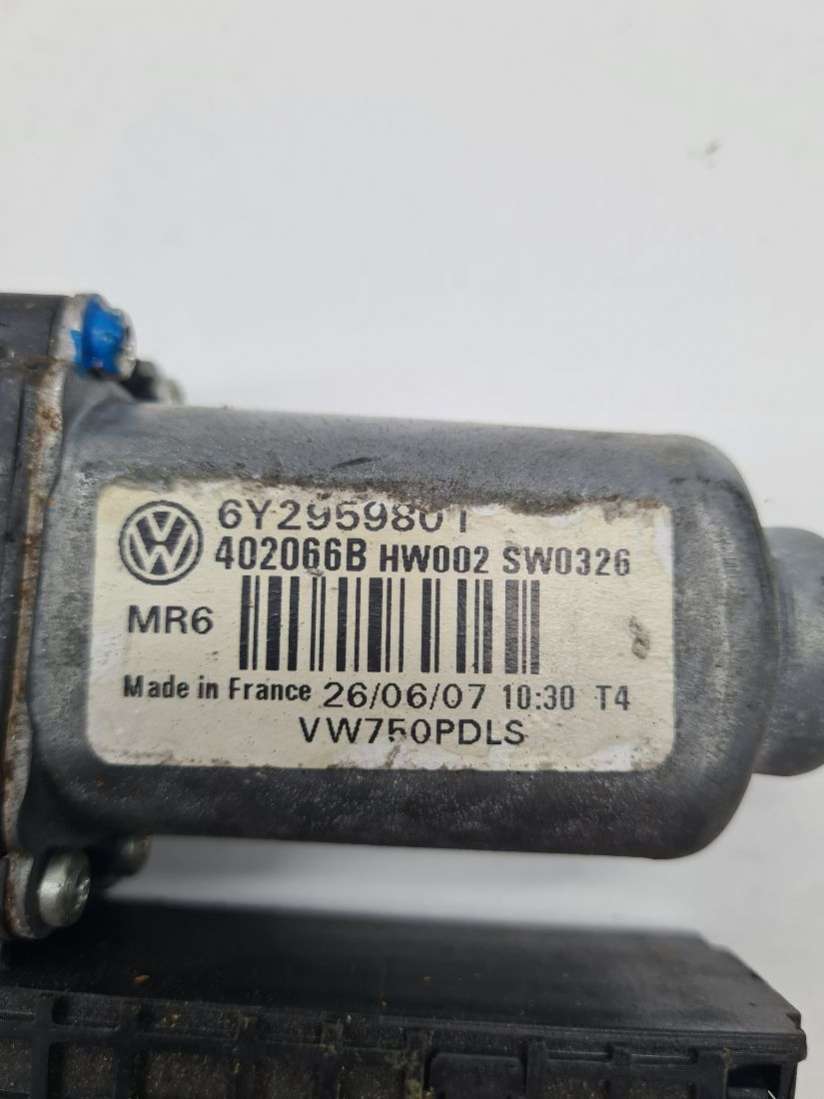 6Y2959801
402066B HW002 SW0326
MR6
Made in France 26/06/07 10:30 T4
VW750PDLS